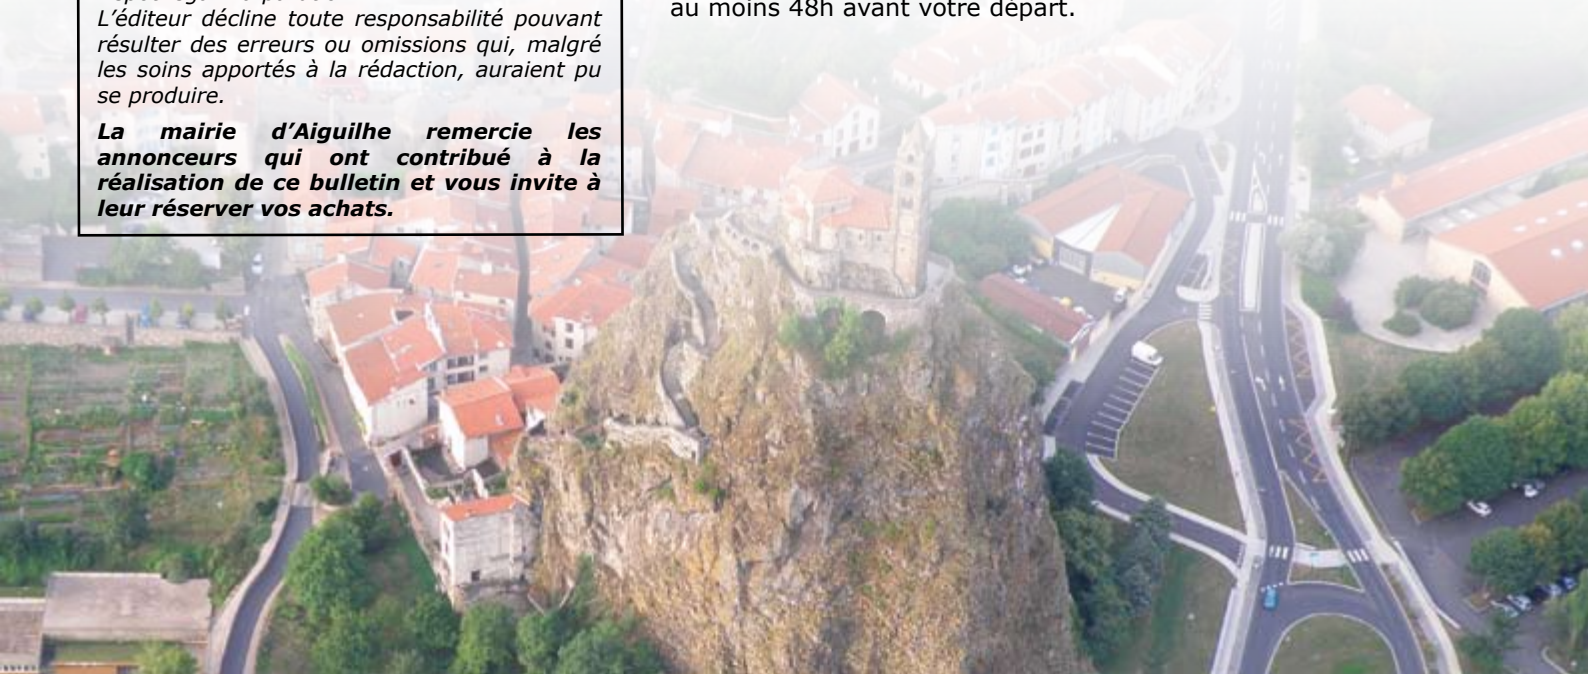 L’éditeur décline toute responsabilité pouvant
résulter des erreurs ou omissions qui, malgré
les soins apportés à la rédaction, auraient pu
se produire.
La mairie d’Aiguilhe remercie les
annonceurs qui ont contribué à la
réalisation de ce bulletin et vous invite à
leur réserver vos achats.
au moins 48h avant votre départ.